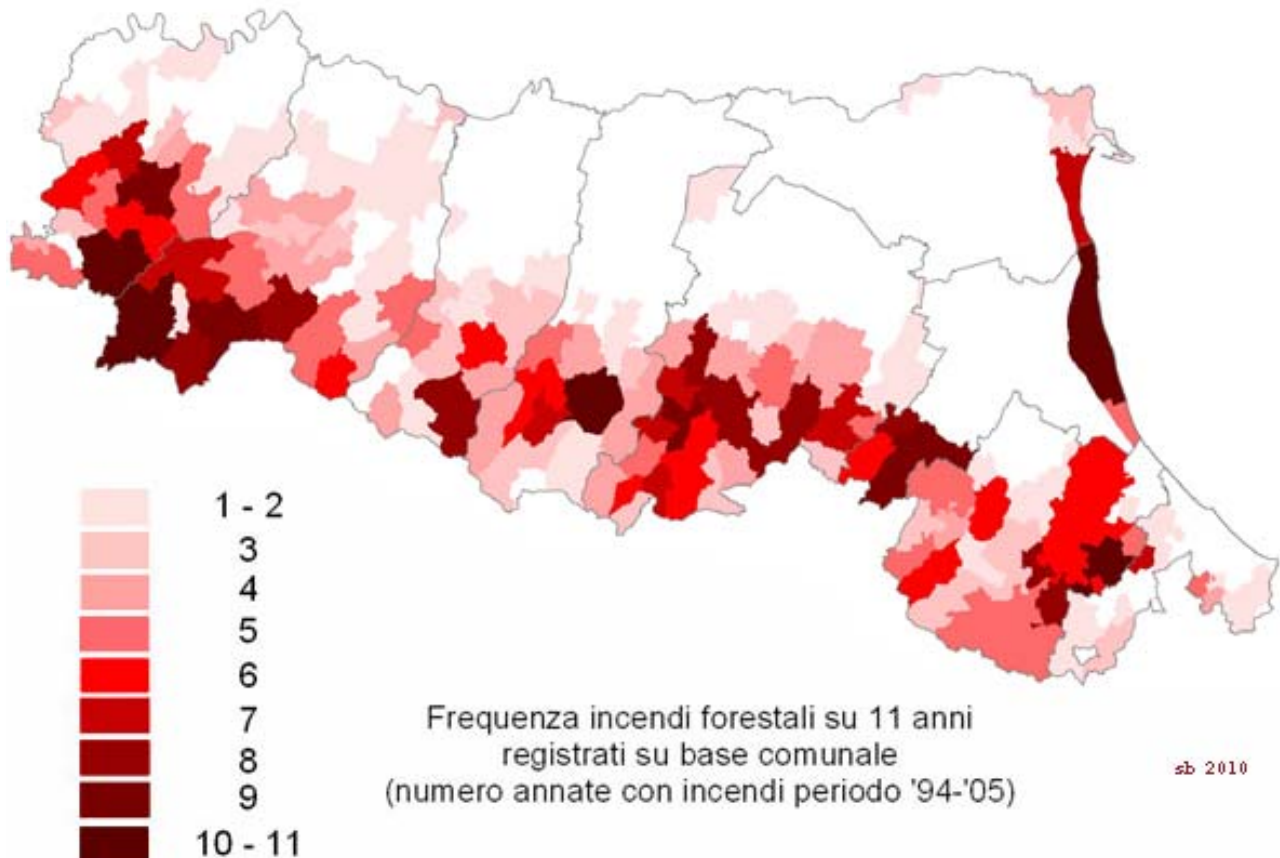 1 - 2
3
4
5
6
7
8
9
10 - 11
Frequenza incendi forestali su 11 anni
registrati su base comunale
(numero annate con incendi periodo '94-'05)
sb 2010